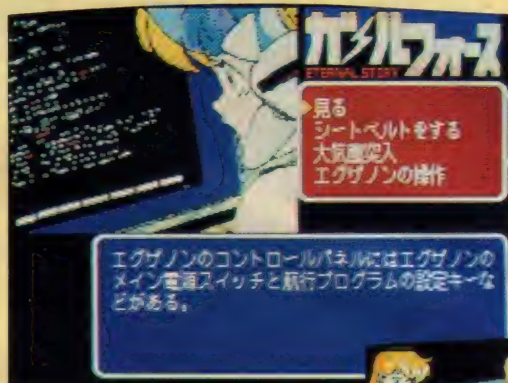 ガルフォース
ETERNAL STORY
見る
シートベルトをする
大気圏突入
エグザノンの操作
エグザノンのコントロールパネルにはエグザノンの
メイン電源スイッチと航行プログラムの設定キーな
どがある。